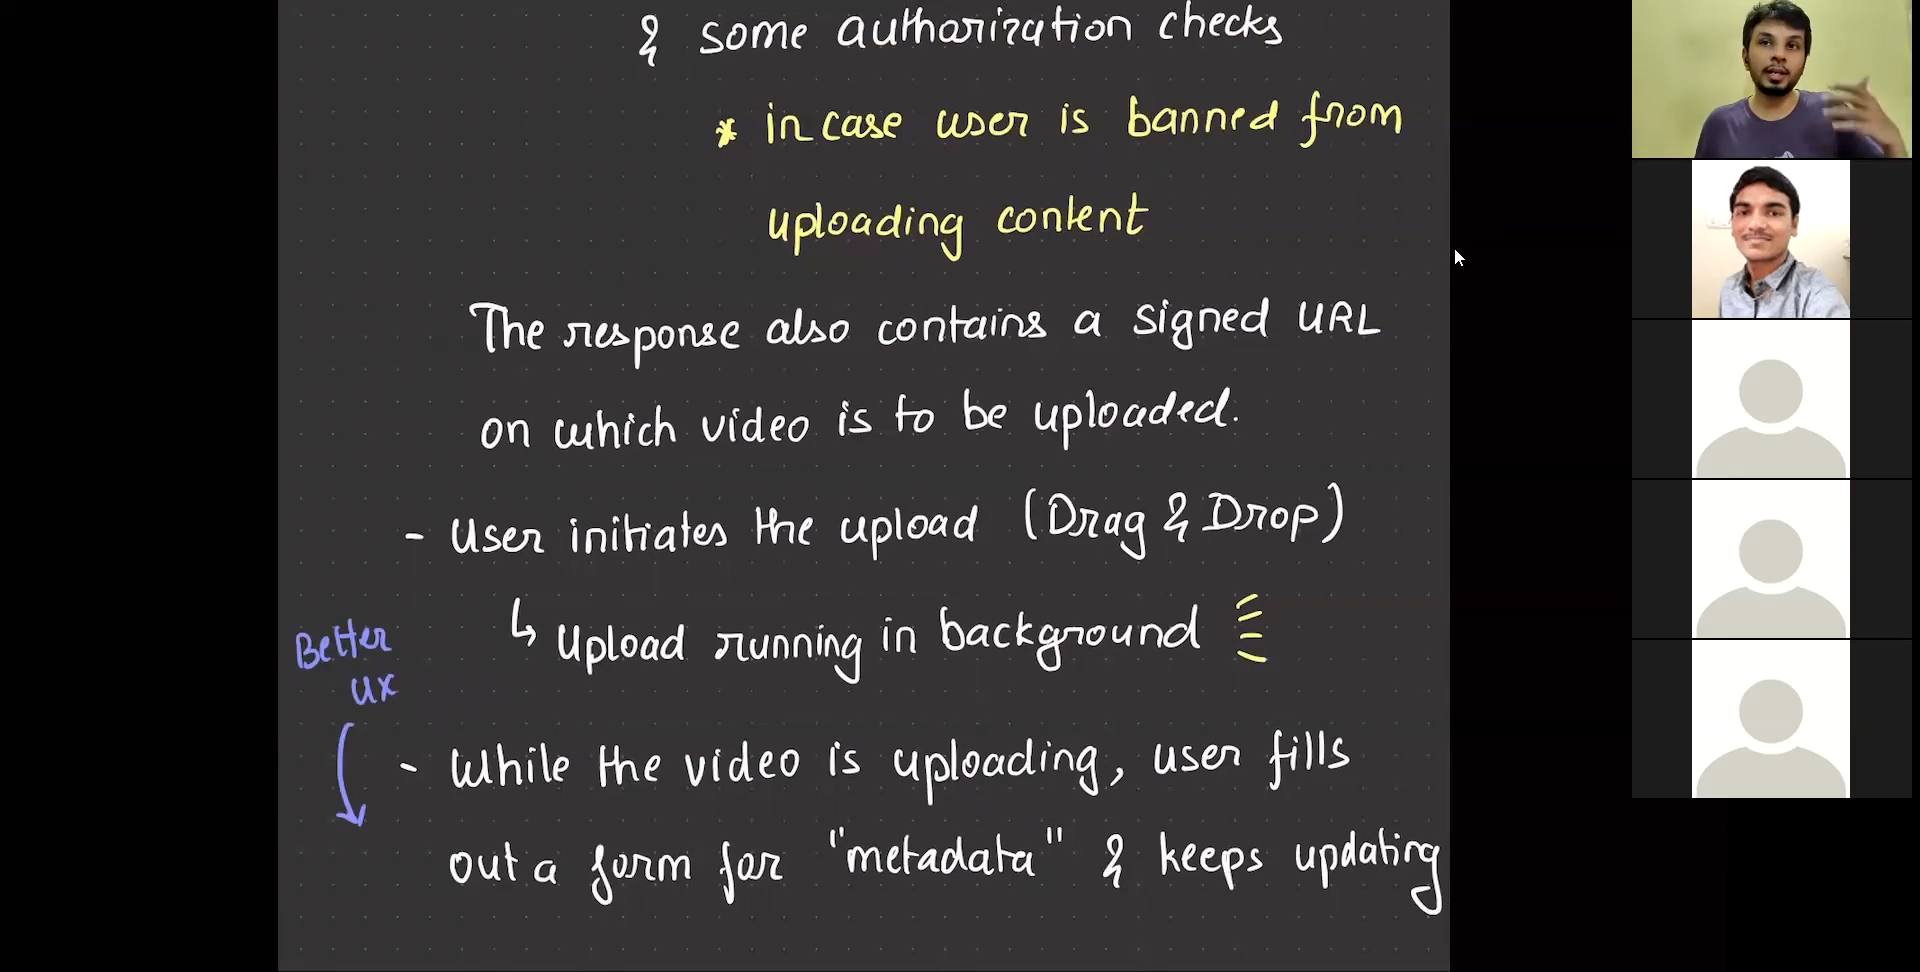 & some authorization checks
* in case user is banned from
uploading content
The response also contains a signed URL
on which video is to be uploaded.
- User initiates the upload (Drag & Drop)
↳ Upload running in background
Better
UX
- While the video is uploading, user fills
out a form for "metadata" & keeps updating